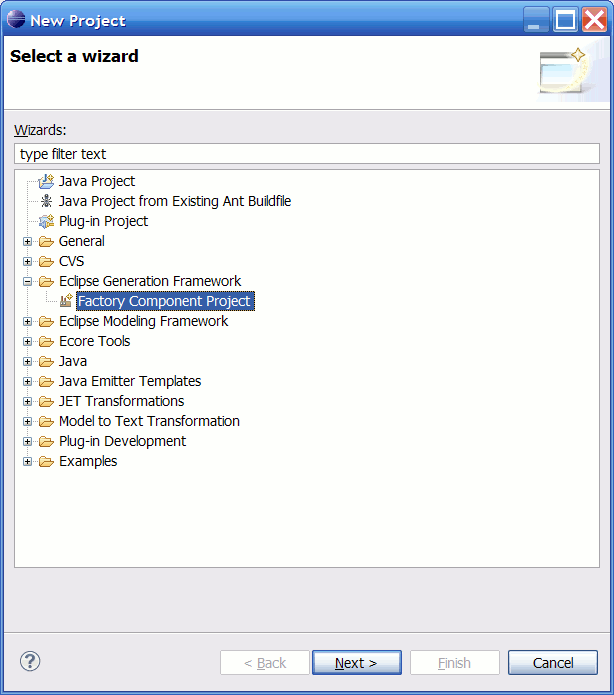 New Project
Select a wizard
Wizards:
type filter text
Java Project
Java Project from Existing Ant Buildfile
Plug-in Project
General
CVS
Eclipse Generation Framework
Factory Component Project
Eclipse Modeling Framework
Ecore Tools
Java
Java Emitter Templates
JET Transformations
Model to Text Transformation
Plug-in Development
Examples
? < Back Next > Finish Cancel